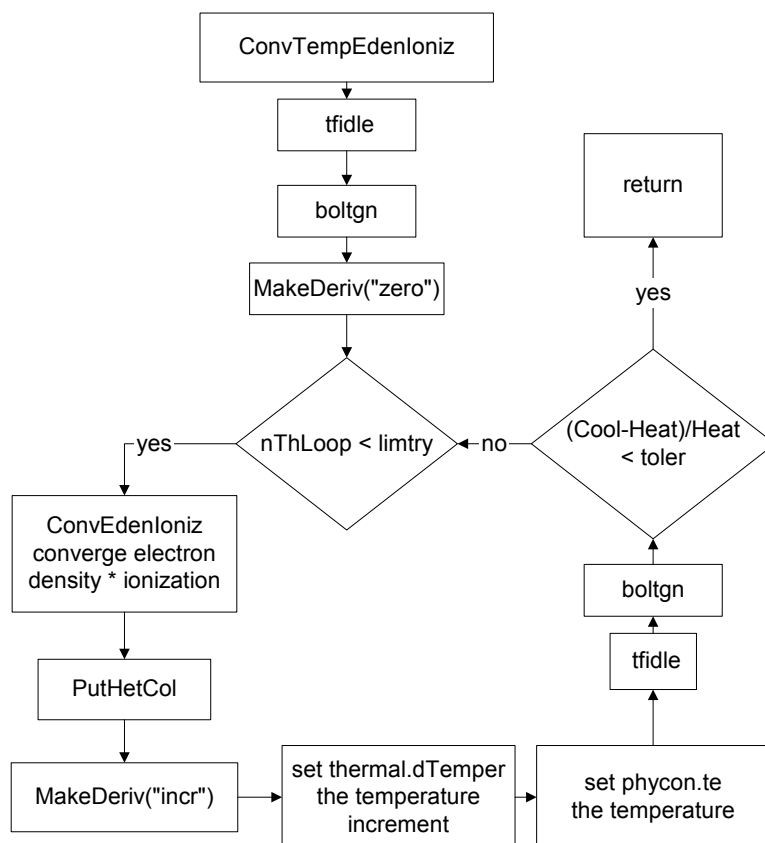 ConvTempEdenIoniz
tfidle
boltgn
MakeDeriv("zero")
nThLoop < limtry
yes
ConvEdenIoniz
converge electron
density * ionization
PutHetCol
MakeDeriv("incr")
set thermal.dTemper
the temperature
increment
set phycon.te
the temperature
tfidle
boltgn
(Cool-Heat)/Heat
< toler
no
yes
return